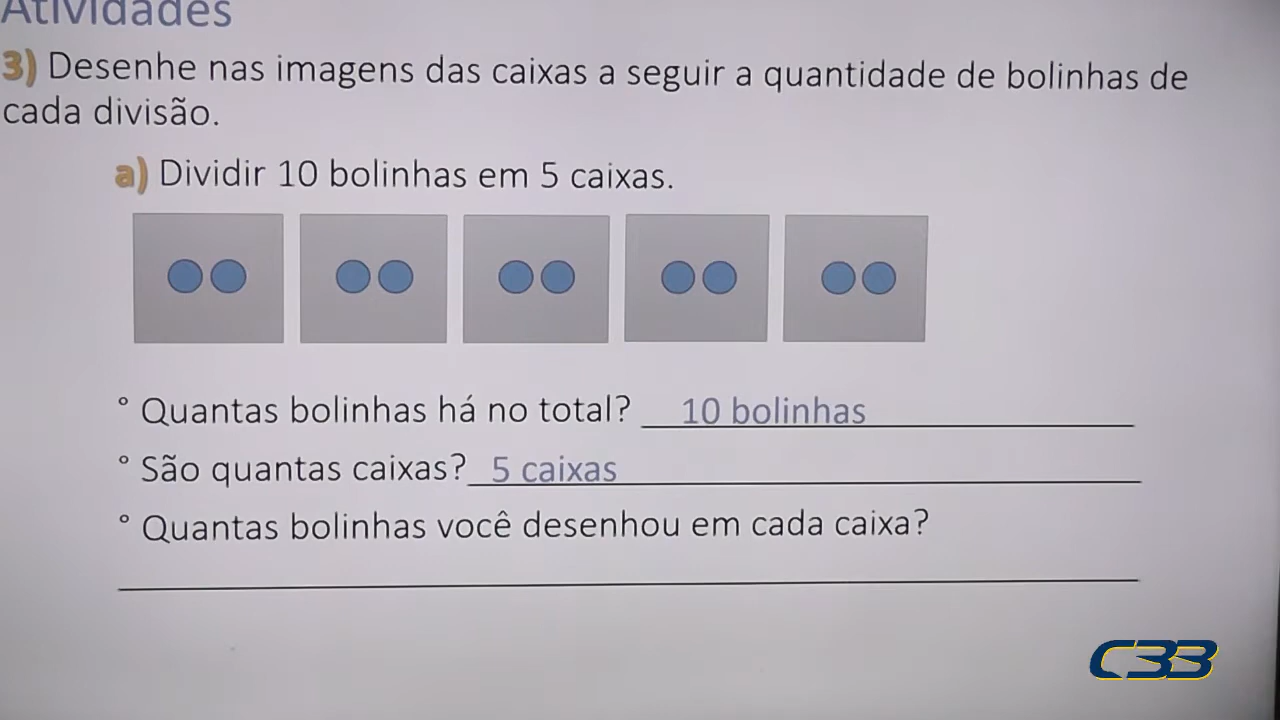 Atividades
3) Desenhe nas imagens das caixas a seguir a quantidade de bolinhas de
cada divisão.
a) Dividir 10 bolinhas em 5 caixas.
° Quantas bolinhas há no total? 10 bolinhas
° São quantas caixas? 5 caixas
° Quantas bolinhas você desenhou em cada caixa?
C33